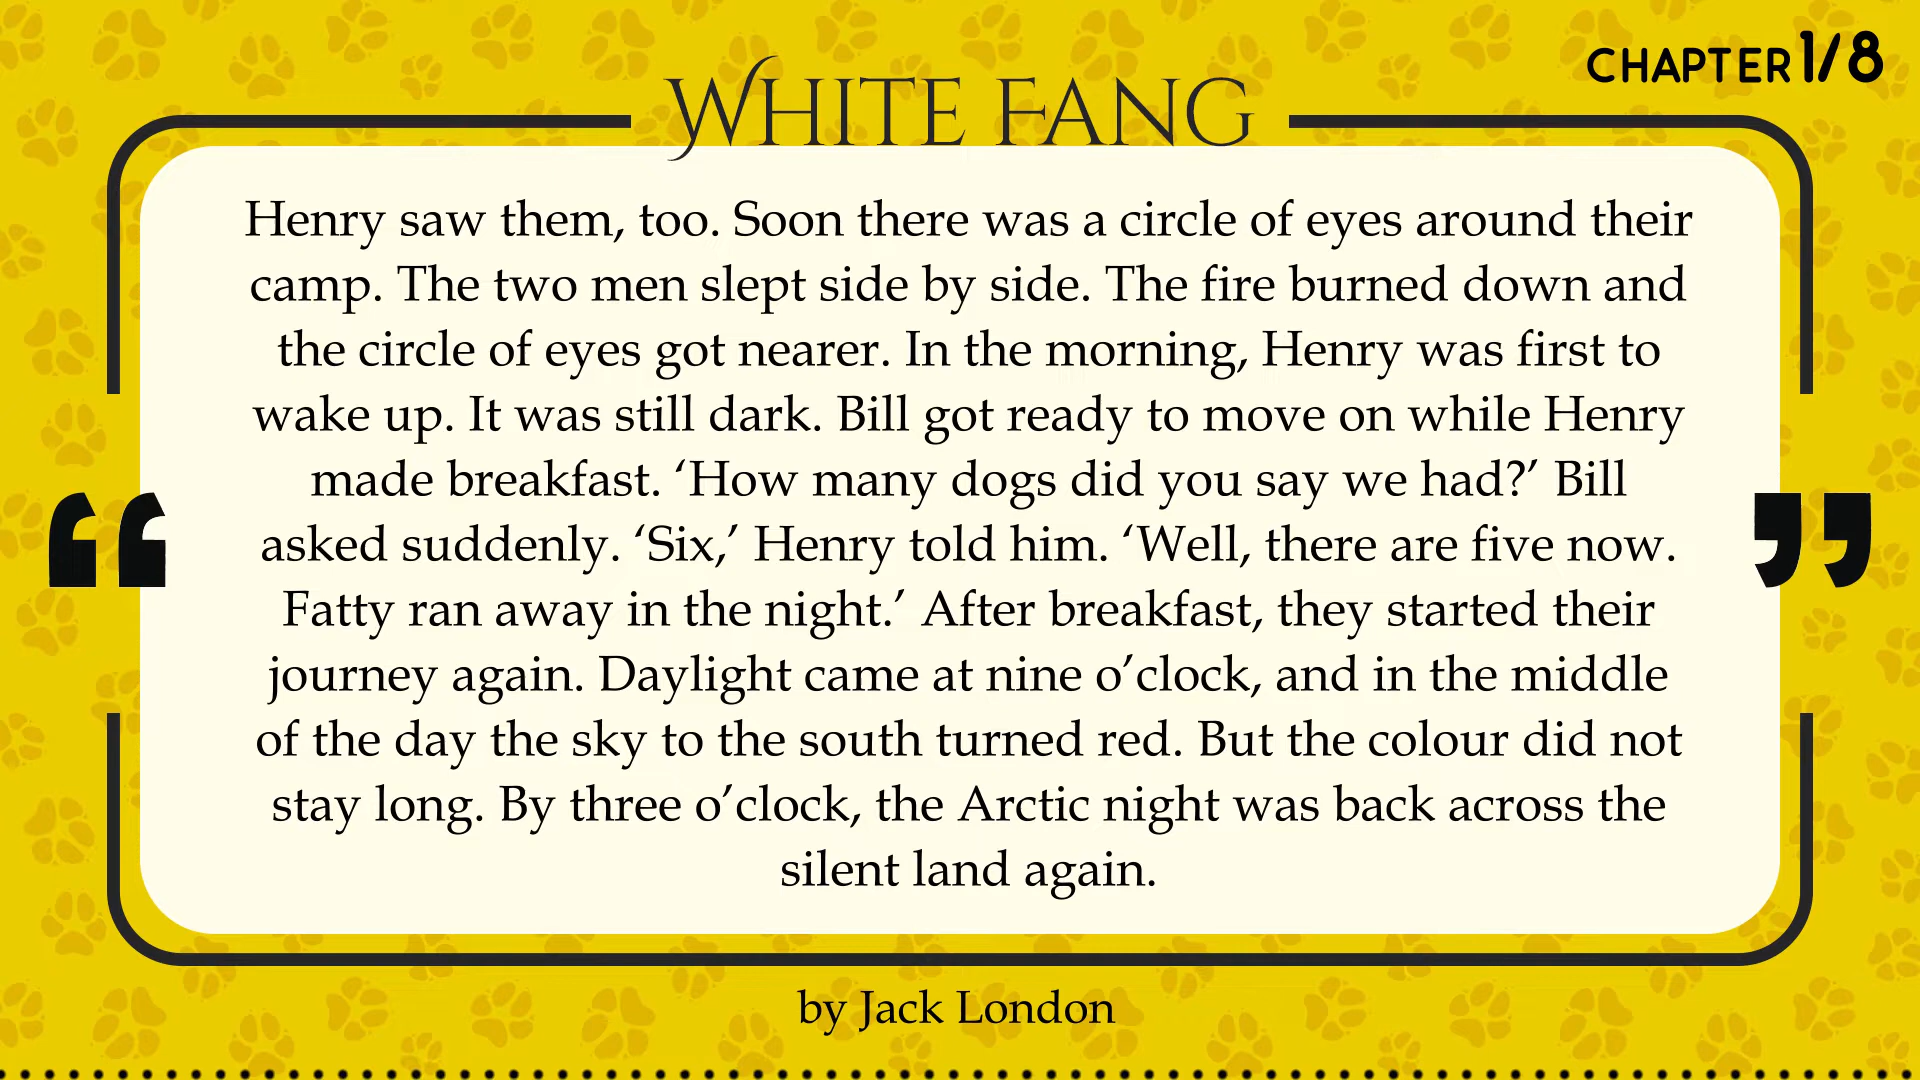 CHAPTER 1/8
WHITE FANG
Henry saw them, too. Soon there was a circle of eyes around their
camp. The two men slept side by side. The fire burned down and
the circle of eyes got nearer. In the morning, Henry was first to
wake up. It was still dark. Bill got ready to move on while Henry
made breakfast. ‘How many dogs did you say we had?’ Bill
asked suddenly. ‘Six,’ Henry told him. ‘Well, there are five now.
Fatty ran away in the night.’ After breakfast, they started their
journey again. Daylight came at nine o’clock, and in the middle
of the day the sky to the south turned red. But the colour did not
stay long. By three o’clock, the Arctic night was back across the
silent land again.
“ ”
by Jack London